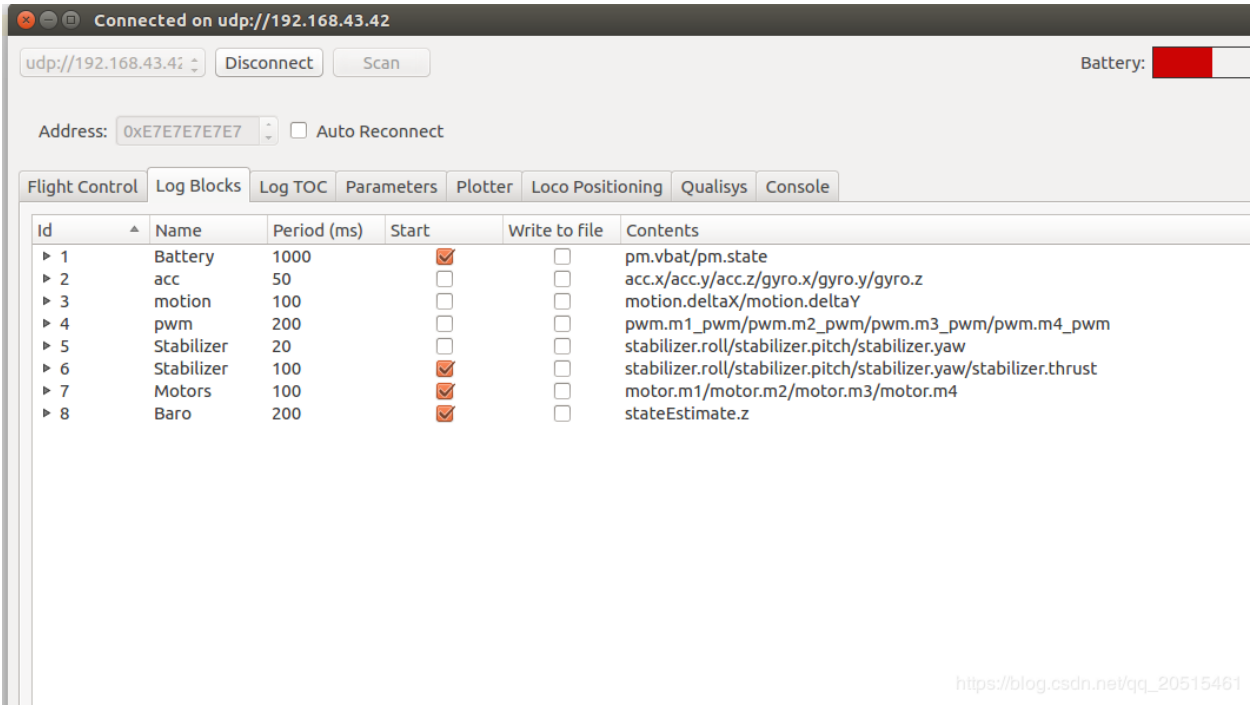 Connected on udp://192.168.43.42
udp://192.168.43.42 Disconnect Scan Battery:
Address: 0xE7E7E7E7E7 Auto Reconnect
Flight Control Log Blocks Log TOC Parameters Plotter Loco Positioning Qualisys Console
Id Name Period (ms) Start Write to file Contents
1 Battery 1000 pm.vbat/pm.state
2 acc 50 acc.x/acc.y/acc.z/gyro.x/gyro.y/gyro.z
3 motion 100 motion.deltaX/motion.deltaY
4 pwm 200 pwm.m1_pwm/pwm.m2_pwm/pwm.m3_pwm/pwm.m4_pwm
5 Stabilizer 20 stabilizer.roll/stabilizer.pitch/stabilizer.yaw
6 Stabilizer 100 stabilizer.roll/stabilizer.pitch/stabilizer.yaw/stabilizer.thrust
7 Motors 100 motor.m1/motor.m2/motor.m3/motor.m4
8 Baro 200 stateEstimate.z
https://blog.csdn.net/qq_20515461